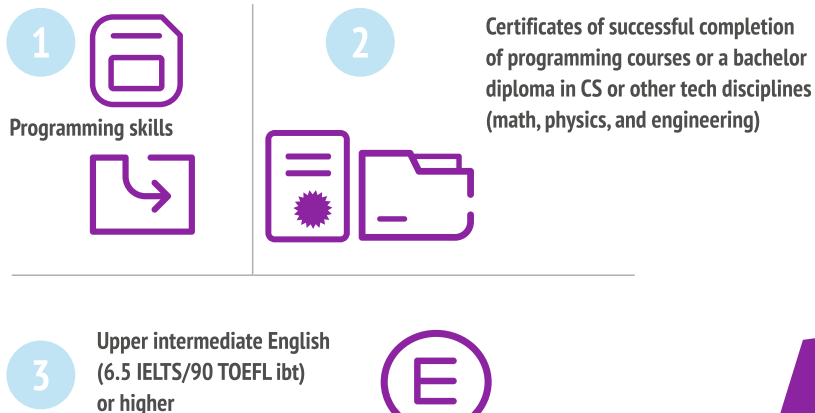 1
Programming skills
2
Certificates of successful completion
of programming courses or a bachelor
diploma in CS or other tech disciplines
(math, physics, and engineering)
3
Upper intermediate English
(6.5 IELTS/90 TOEFL ibt)
or higher
E